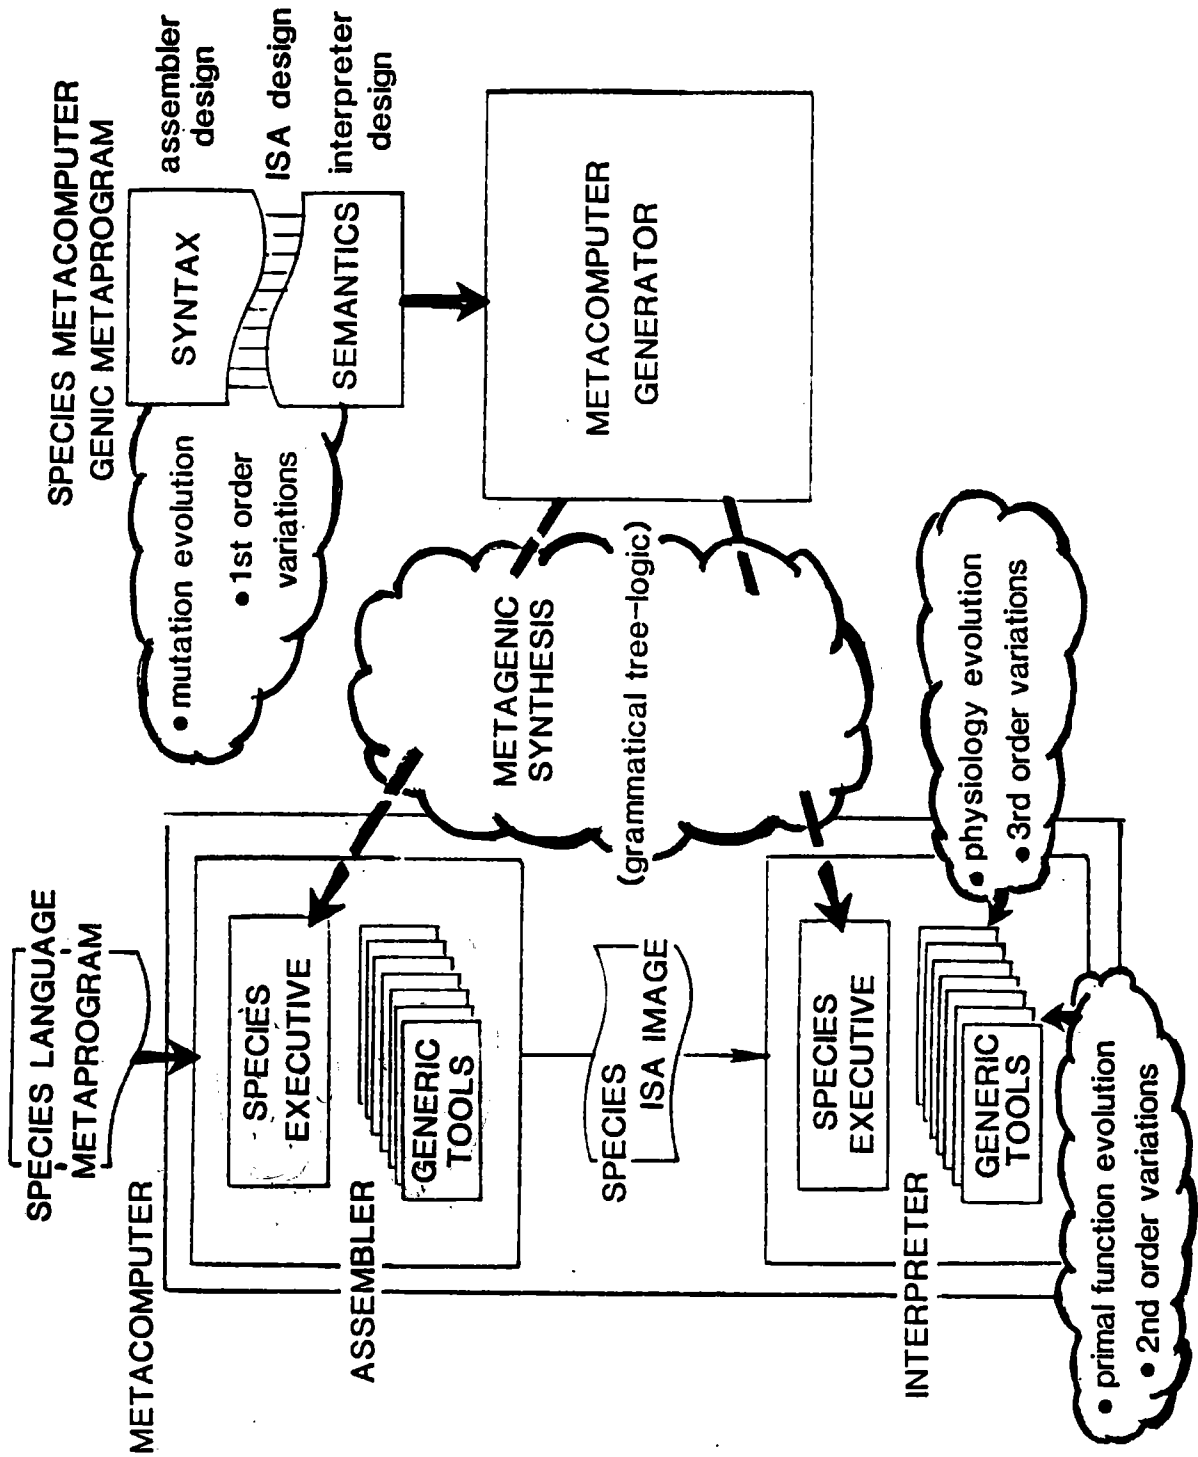 SPECIES METACOMPUTER
GENIC METAPROGRAM
SYNTAX
SEMANTICS
assembler
design
ISA design
interpreter
design
• mutation evolution
• 1st order
variations
METACOMPUTER
GENERATOR
METAGENIC
SYNTHESIS
(grammatical tree-logic)
SPECIES LANGUAGE
METAPROGRAM
METACOMPUTER
ASSEMBLER
SPECIES
EXECUTIVE
GENERIC
TOOLS
SPECIES
ISA IMAGE
INTERPRETER
SPECIES
EXECUTIVE
GENERIC
TOOLS
• physiology evolution
• 3rd order variations
• primal function evolution
• 2nd order variations